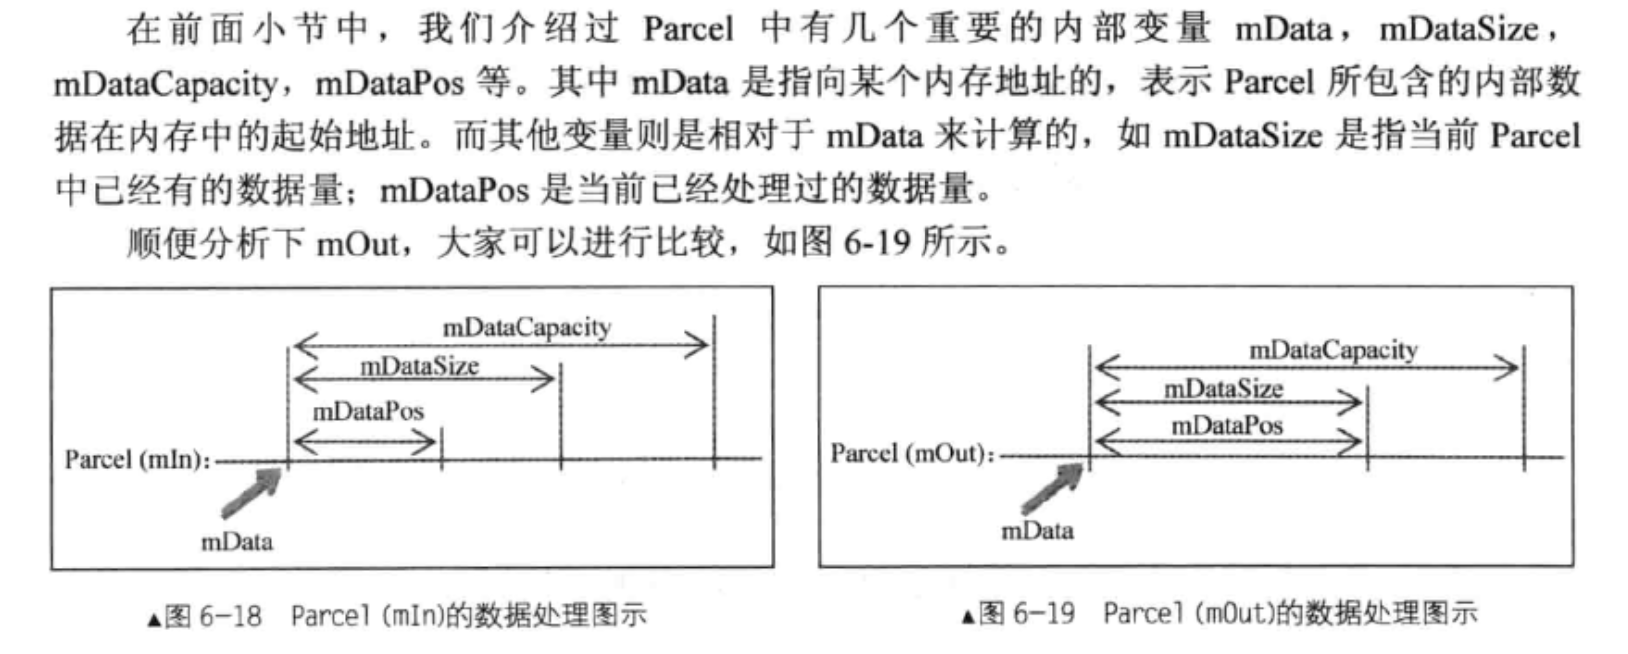 在前面小节中，我们介绍过 Parcel 中有几个重要的内部变量 mData，mDataSize，
mDataCapacity，mDataPos 等。其中 mData 是指向某个内存地址的，表示 Parcel 所包含的内部数
据在内存中的起始地址。而其他变量则是相对于 mData 来计算的，如 mDataSize 是指当前 Parcel
中已经有的数据量；mDataPos 是当前已经处理过的数据量。
顺便分析下 mOut，大家可以进行比较，如图 6-19 所示。
mDataCapacity
mDataSize
mDataPos
Parcel (mIn):
mData
▲图 6-18 Parcel (mIn)的数据处理图示
mDataCapacity
mDataSize
mDataPos
Parcel (mOut):
mData
▲图 6-19 Parcel (mOut)的数据处理图示